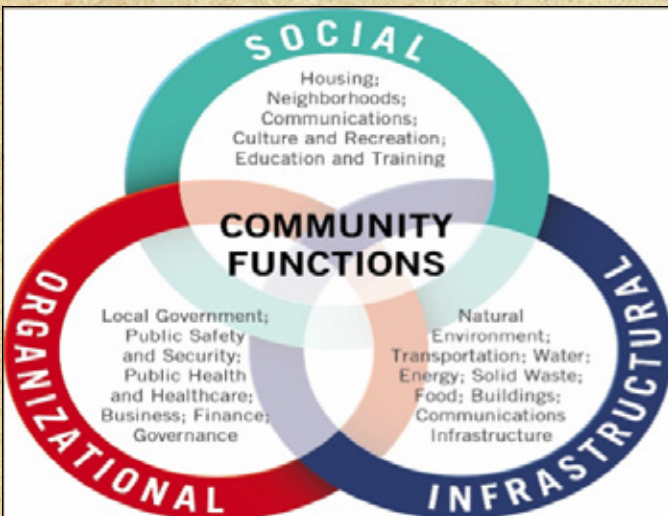 SOCIAL
Housing;
Neighborhoods;
Communications;
Culture and Recreation;
Education and Training
COMMUNITY
FUNCTIONS
ORGANIZATIONAL
Local Government;
Public Safety
and Security;
Public Health
and Healthcare;
Business; Finance;
Governance
INFRASTRUCTURAL
Natural
Environment;
Transportation; Water;
Energy; Solid Waste;
Food; Buildings;
Communications
Infrastructure